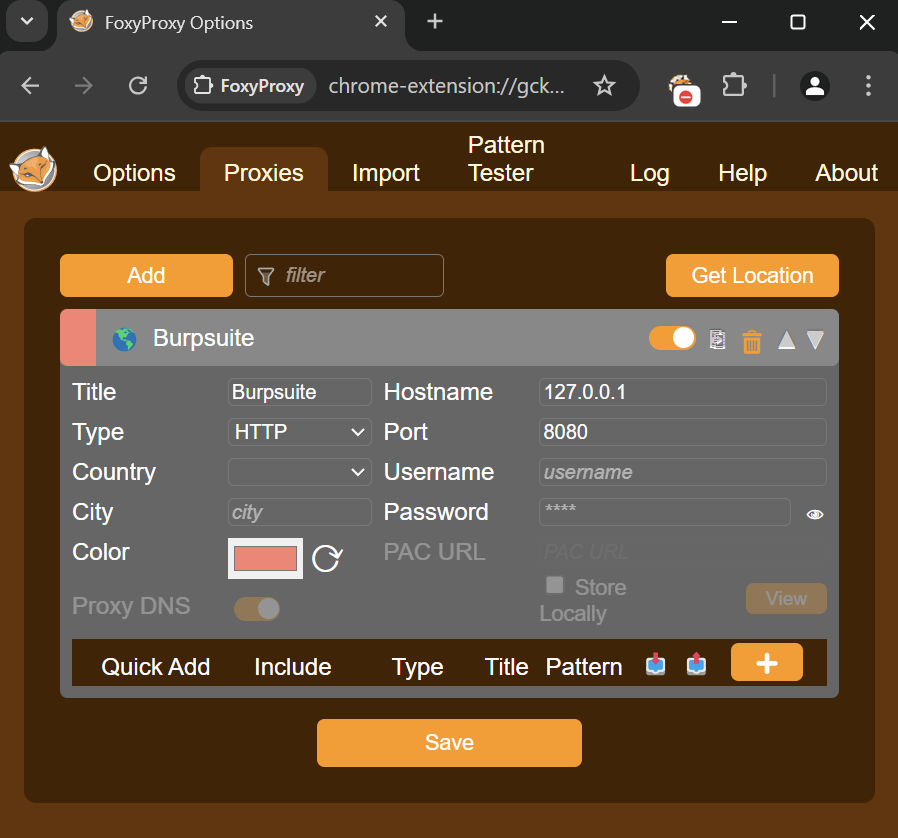 FoxyProxy Options
FoxyProxy chrome-extension://gck...
Options Proxies Import Pattern Tester Log Help About
Add filter Get Location
Burpsuite
Title Burpsuite Hostname 127.0.0.1
Type HTTP Port 8080
Country Username username
City city Password ****
Color PAC URL PAC URL
Proxy DNS Store Locally View
Quick Add Include Type Title Pattern +
Save